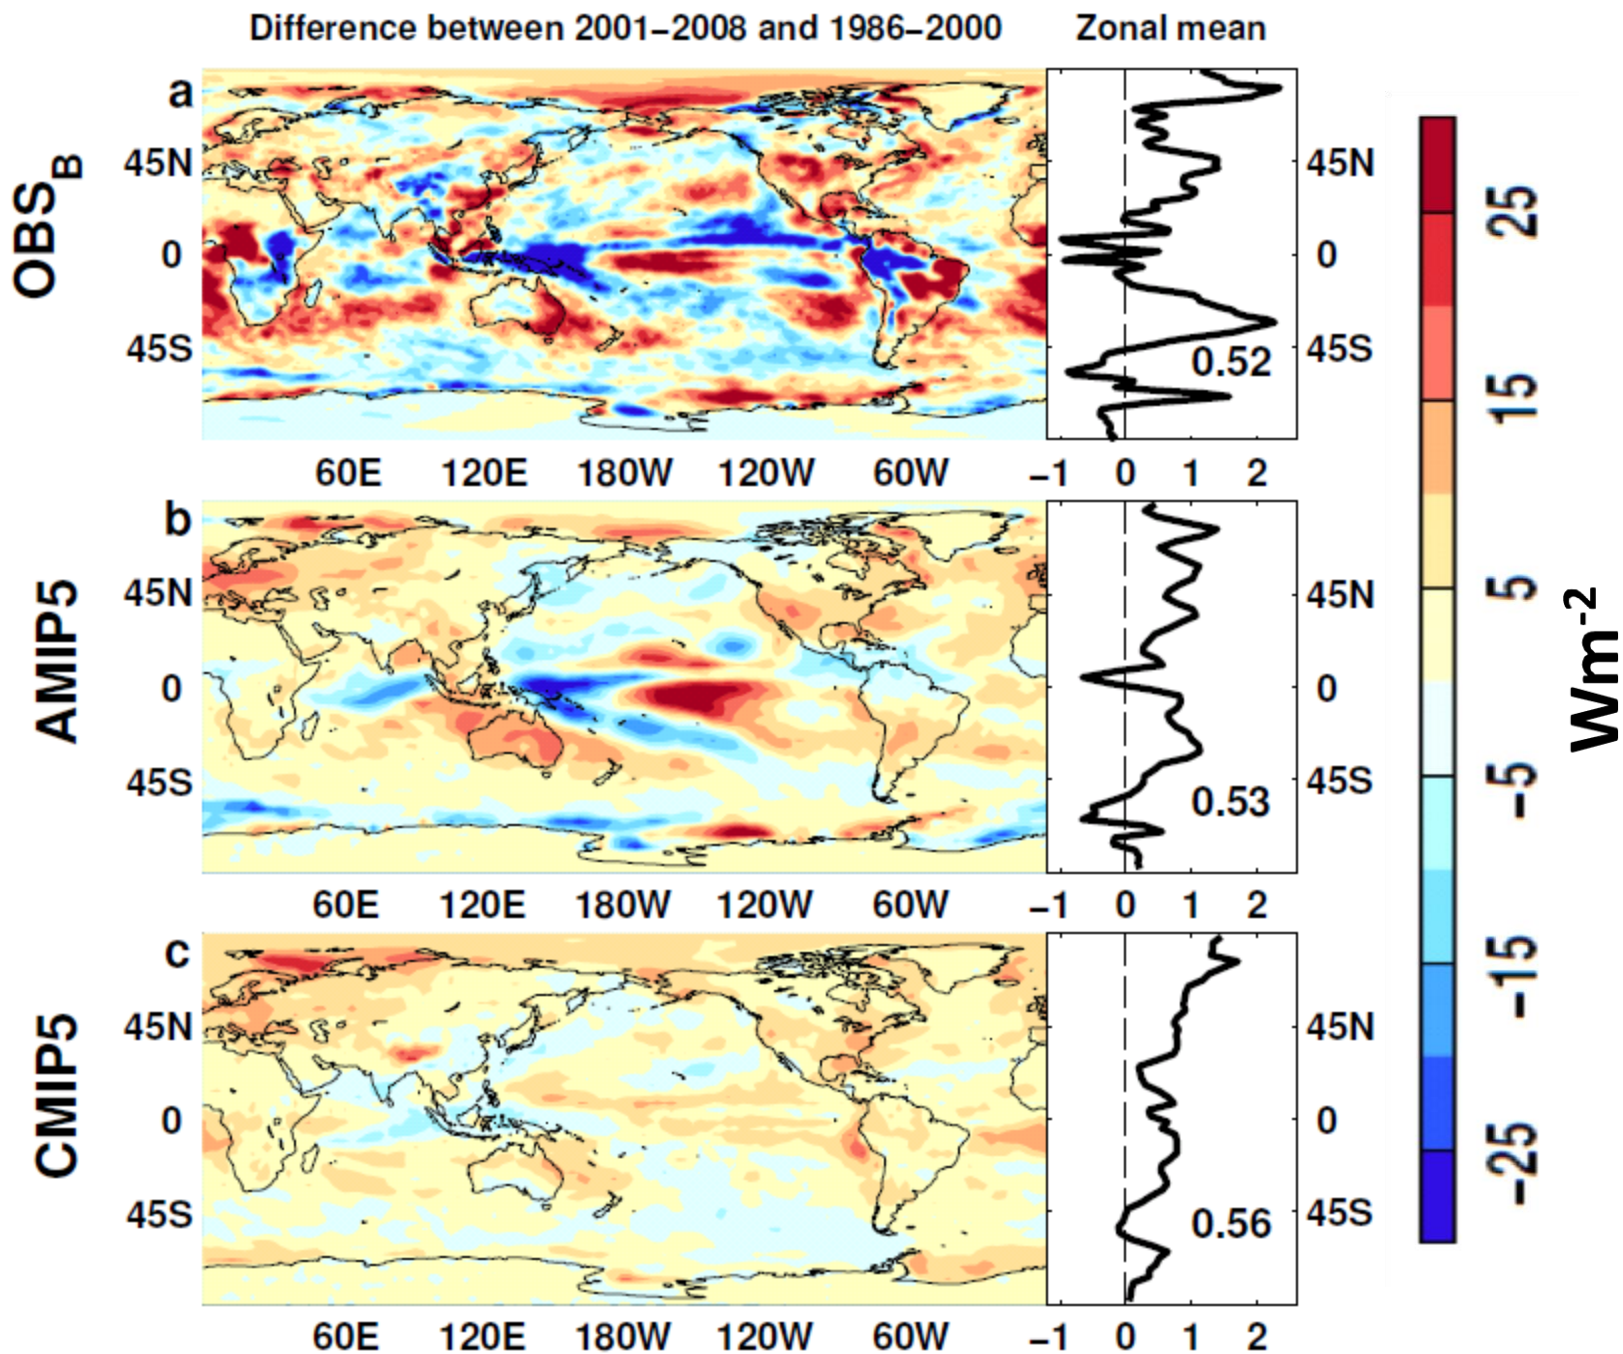 Difference between 2001−2008 and 1986−2000 Zonal mean
a
OBS_B
45N
0
45S
45N
0
45S
0.52
60E 120E 180W 120W 60W −1 0 1 2
b
AMIP5
45N
0
45S
45N
0
45S
0.53
60E 120E 180W 120W 60W −1 0 1 2
c
CMIP5
45N
0
45S
45N
0
45S
0.56
60E 120E 180W 120W 60W −1 0 1 2
25
15
5
−5
−15
−25
Wm⁻²